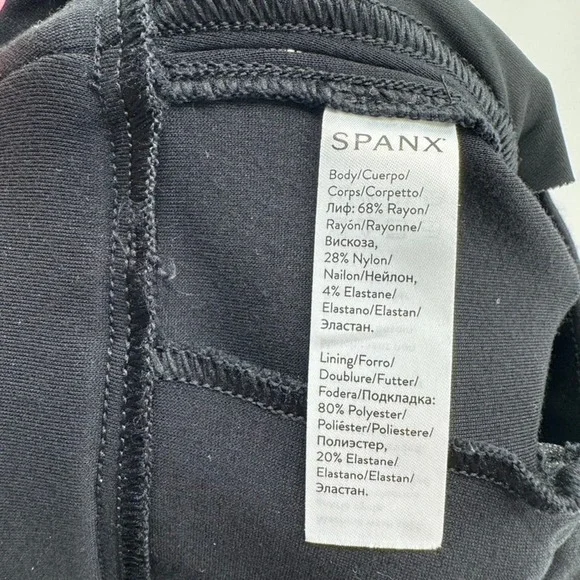 SPANX
Body/Cuerpo/
Corps/Corpetto/
Лиф: 68% Rayon/
Rayón/Rayonne/
Вискоза,
28% Nylon/
Nailon/Нейлон,
4% Elastane/
Elastano/Elastan/
Эластан.
Lining/Forro/
Doublure/Futter/
Fodera/Подкладка:
80% Polyester/
Poliéster/Poliestere/
Полиэстер,
20% Elastane/
Elastano/Elastan/
Эластан.